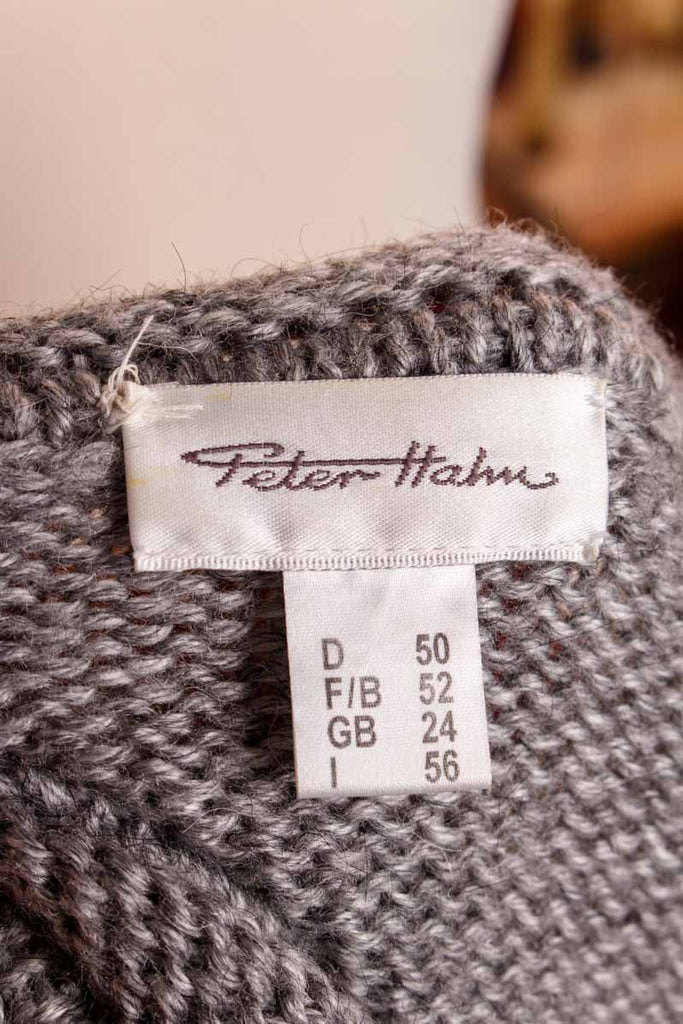 Peter Hahn
D 50
F/B 52
GB 24
I 56